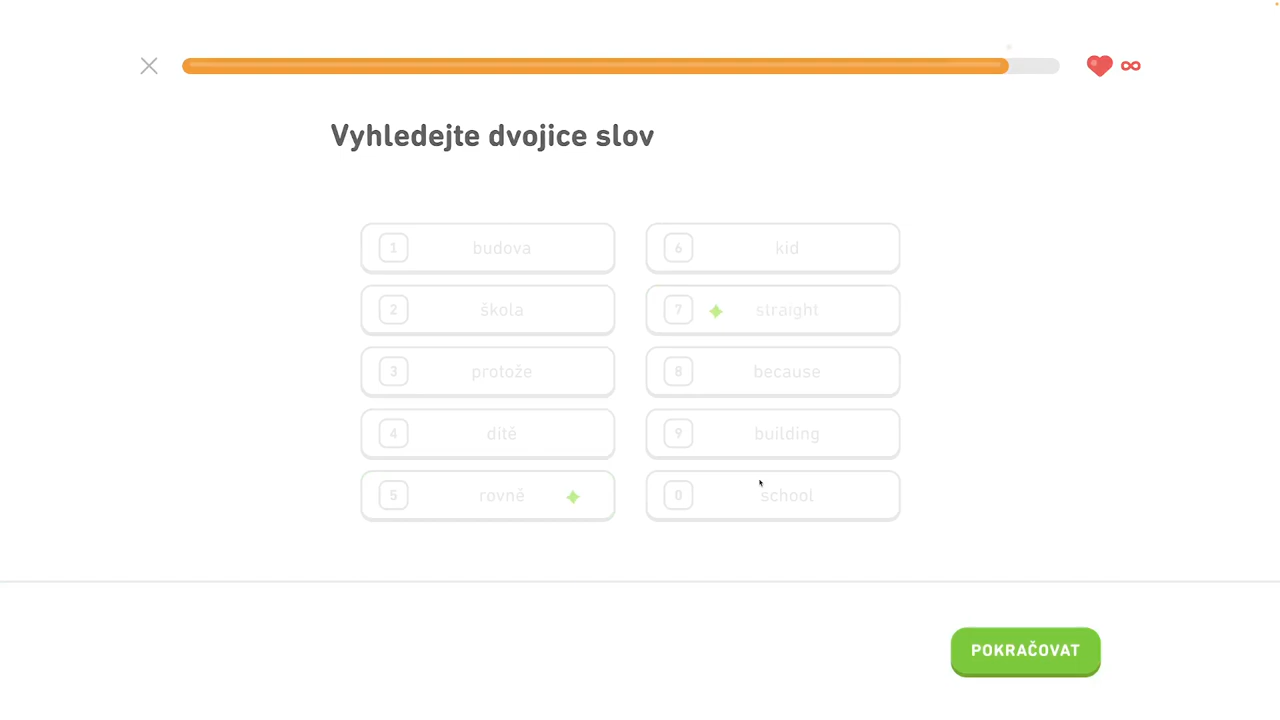 Vyhledejte dvojice slov
1 budova
6 kid
2 škola
7 straight
3 protože
8 because
4 dítě
9 building
5 rovně
0 school
POKRAČOVAT